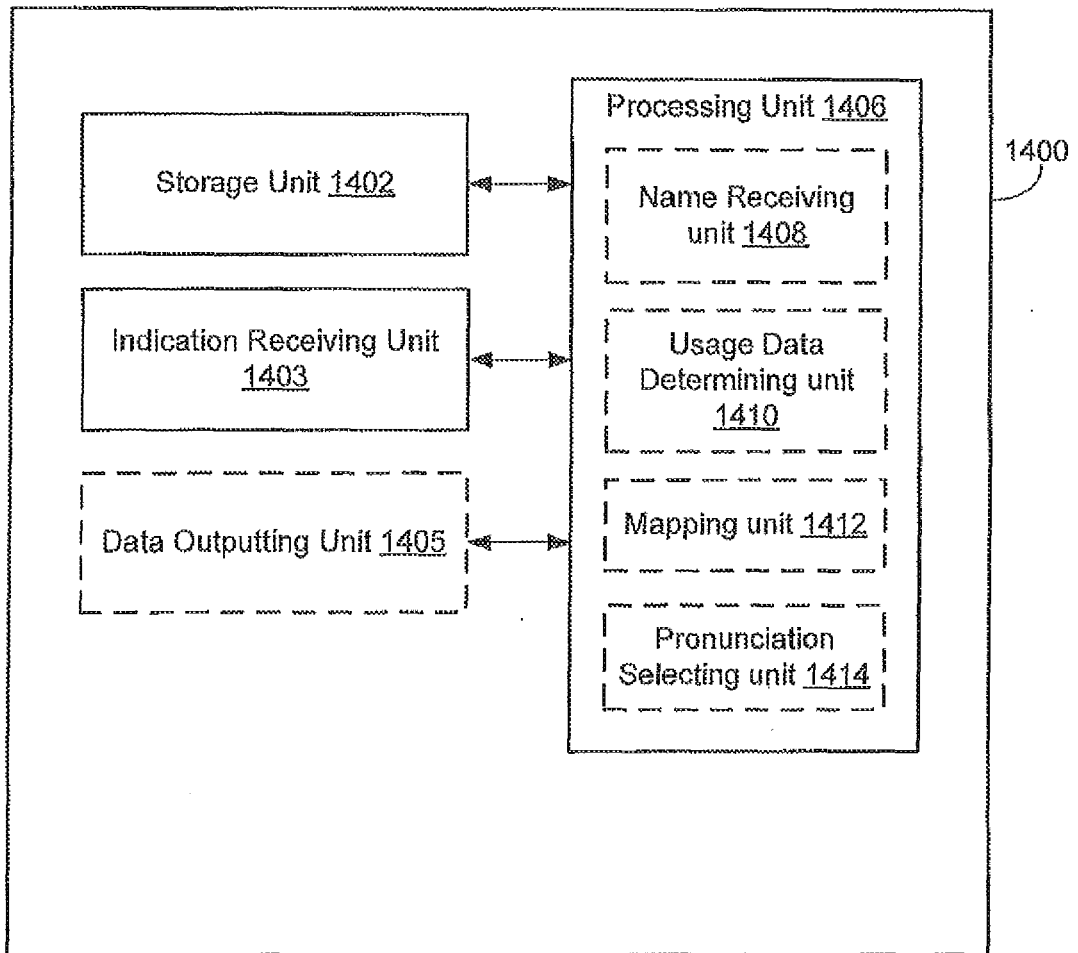 Processing Unit 1406
1400
Storage Unit 1402
Name Receiving
unit 1408
Indication Receiving Unit
1403
Usage Data
Determining unit
1410
Data Outputting Unit 1405
Mapping unit 1412
Pronunciation
Selecting unit 1414